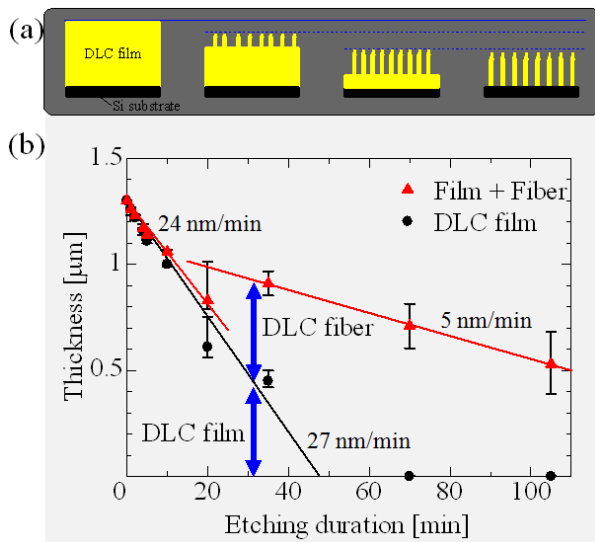 (a)
DLC film
Si substrate
(b)
1.5
1
0.5
Thickness [μm]
24 nm/min
Film + Fiber
DLC film
DLC fiber
5 nm/min
DLC film
27 nm/min
0 20 40 60 80 100
Etching duration [min]